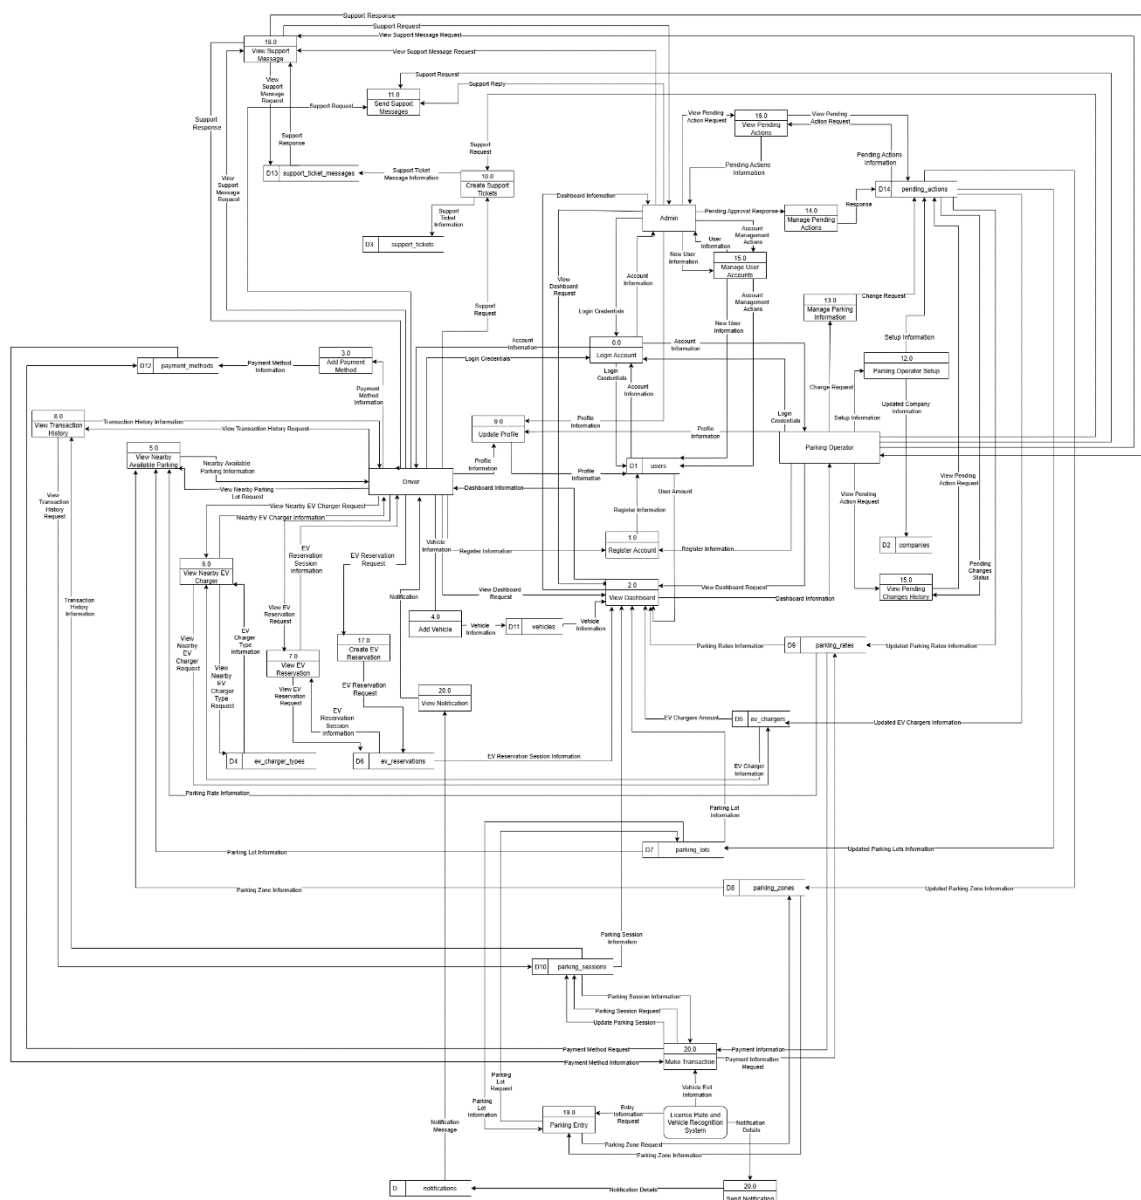 Support Response
Support Request
View Support Message Request
18.0
View Support
Message
View Support Message Request
Support Request
Support Reply
View
Support
Message
Request
Support Request
11.0
Send Support
Messages
Support
Response
Support
Response
View
Support
Message
Request
Support
Request
D13
support_ticket_messages
Support Ticket
Message Information
10.0
Create Support
Tickets
Support
Ticket
Information
D3
support_tickets
View Pending
Action Request
16.0
View Pending
Actions
View Pending
Action Request
Pending Actions
Information
Pending Actions
Information
D14
pending_actions
Dashboard Information
Admin
Pending Approval Response
14.0
Manage Pending
Actions
Response
Account
Management
Actions
User
Information
New User
Information
15.0
Manage User
Accounts
View
Dashboard
Request
Account
Information
Account
Management
Actions
New User
Information
Login Credentials
13.0
Manage Parking
Information
Change Request
Support
Request
Setup Information
12.0
Parking Operator Setup
Account
Information
0.0
Login Account
Account
Information
Login Credentials
Login
Credentials
Account
Information
Change Request
Updated Company
Information
D12
payment_methods
Payment Method
Information
3.0
Add Payment
Method
Payment
Method
Information
Login
Credentials
Setup Information
8.0
View Transaction
History
Transaction History Information
View Transaction History Request
9.0
Update Profile
Profile
Information
Profile
Information
Parking Operator
5.0
View Nearby
Available Parking
Nearby Available
Parking Information
View Nearby Parking
Lot Request
Driver
Profile
Information
Profile
Information
D1
users
View Pending
Action Request
View Pending
Action Request
View
Transaction
History
Request
View Nearby EV Charger Request
Nearby EV Charger Information
Dashboard Information
User Amount
Register Information
Vehicle
Information
Register Information
1.0
Register Account
Register Information
D2
companies
EV
Reservation
Session
Information
EV Reservation
Request
6.0
View Nearby EV
Charger
Notification
View Dashboard
Request
2.0
View Dashboard
View Dashboard Request
Dashboard Information
15.0
View Pending
Changes History
Pending
Changes
Status
Transaction
History
Information
View EV
Reservation
Request
4.0
Add Vehicle
Vehicle
Information
D11
vehicles
Vehicle
Information
View
Nearby
EV
Charger
Request
EV
Charger
Type
Information
17.0
Create EV
Reservation
Parking Rates Information
D9
parking_rates
Updated Parking Rates Information
7.0
View EV
Reservation
View
Nearby
EV
Charger
Type
Request
View EV
Reservation
Request
EV Reservation
Request
EV
Reservation
Session
Information
20.0
View Notification
EV Chargers Amount
D5
ev_chargers
Updated EV Chargers Information
D4
ev_charger_types
D6
ev_reservations
EV Reservation Session Information
EV Charger
Information
Parking Rate Information
Parking Lot
Information
Parking Lot Information
D7
parking_lots
Updated Parking Lots Information
Parking Zone Information
D8
parking_zones
Updated Parking Zone Information
Parking Session
Information
D10
parking_sessions
Parking Session Information
Parking Session Request
Update Parking Session
Payment Method Request
Payment Method Information
20.0
Make Transaction
Payment Information
Payment Information
Request
Parking
Lot
Request
Parking
Lot
Information
Vehicle Exit
Information
19.0
Parking Entry
Entry
Information
Request
License Plate and
Vehicle Recognition
System
Notification
Details
Notification
Message
Parking Zone Request
Parking Zone Information
D
notifications
Notification Details
20.0
Send Notification